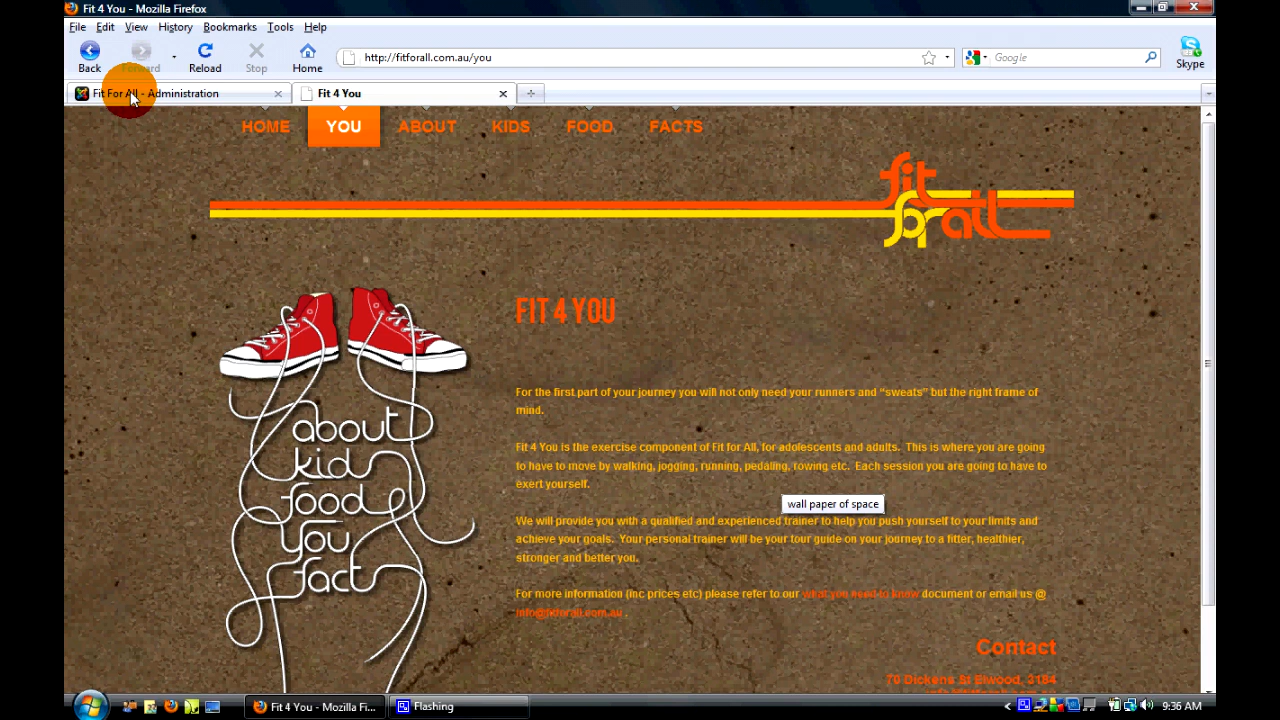 Fit 4 You - Mozilla Firefox
File Edit View History Bookmarks Tools Help
Back Forward Reload Stop Home
http://fitforall.com.au/you
Google
Skype
Fit For All - Administration
Fit 4 You
HOME YOU ABOUT KIDS FOOD FACTS
fit
for all
FIT 4 YOU
For the first part of your journey you will not only need your runners and “sweats” but the right frame of
mind.
Fit 4 You is the exercise component of Fit for All, for adolescents and adults. This is where you are going
to have to move by walking, jogging, running, pedaling, rowing etc. Each session you are going to have to
exert yourself.
wall paper of space
We will provide you with a qualified and experienced trainer to help you push yourself to your limits and
achieve your goals. Your personal trainer will be your tour guide on your journey to a fitter, healthier,
stronger and better you.
For more information (inc prices etc) please refer to our what you need to know document or email us @
info@fitforall.com.au .
about
kid
food
you
fact
Contact
70 Dickens St Elwood, 3184
Fit 4 You - Mozilla Fi...
Flashing
9:36 AM